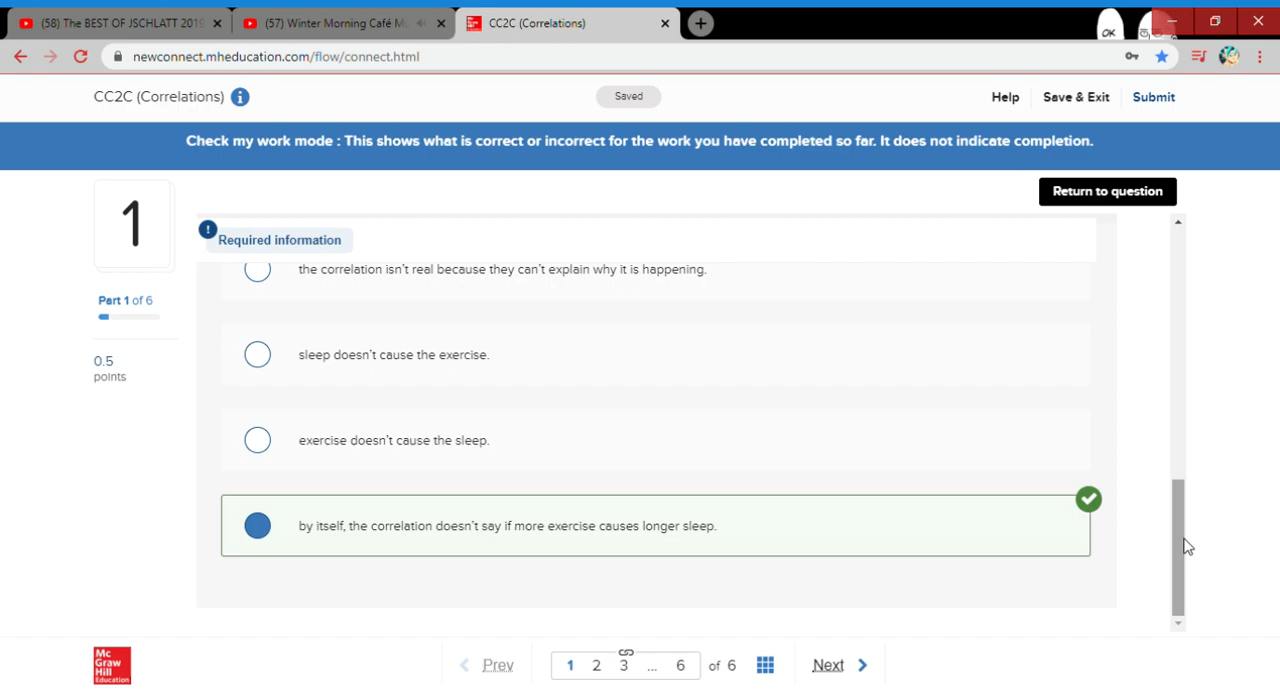 (58) The BEST OF JSCHLATT 2019
(57) Winter Morning Café Mu
CC2C (Correlations)
OK
newconnect.mheducation.com/flow/connect.html
CC2C (Correlations)
Saved
Help
Save & Exit
Submit
Check my work mode : This shows what is correct or incorrect for the work you have completed so far. It does not indicate completion.
Return to question
1
Required information
the correlation isn't real because they can't explain why it is happening.
Part 1 of 6
sleep doesn't cause the exercise.
0.5
points
exercise doesn't cause the sleep.
by itself, the correlation doesn't say if more exercise causes longer sleep.
Mc
Graw
Hill
Education
Prev
1 2 3 ... 6 of 6
Next